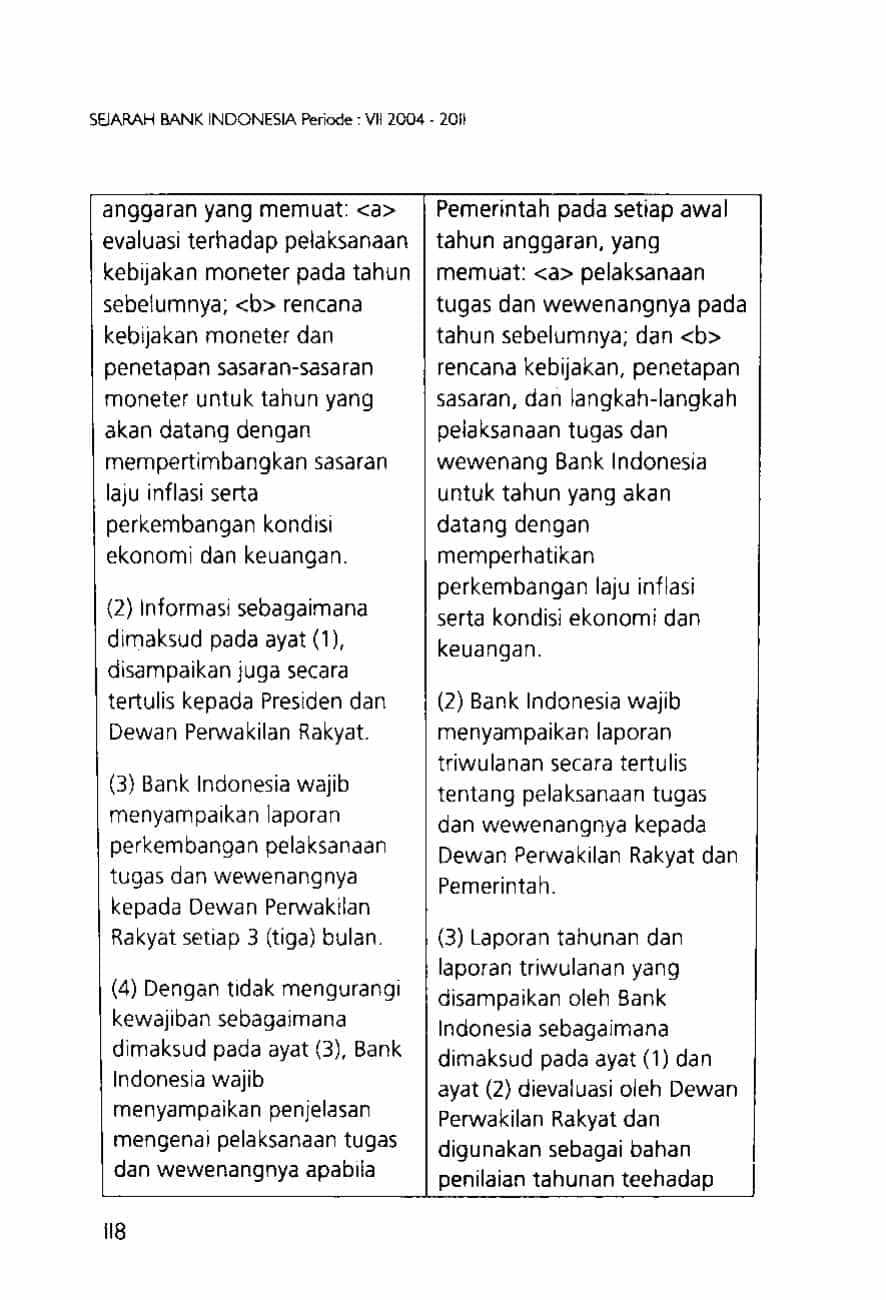 SEJARAH BANK INDONESIA Periode : VII 2004 - 2011
anggaran yang memuat: <a>
evaluasi terhadap pelaksanaan
kebijakan moneter pada tahun
sebelumnya; <b> rencana
kebijakan moneter dan
penetapan sasaran-sasaran
moneter untuk tahun yang
akan datang dengan
mempertimbangkan sasaran
laju inflasi serta
perkembangan kondisi
ekonomi dan keuangan.
(2) Informasi sebagaimana
dimaksud pada ayat (1),
disampaikan juga secara
tertulis kepada Presiden dan
Dewan Perwakilan Rakyat.
(3) Bank Indonesia wajib
menyampaikan laporan
perkembangan pelaksanaan
tugas dan wewenangnya
kepada Dewan Perwakilan
Rakyat setiap 3 (tiga) bulan.
(4) Dengan tidak mengurangi
kewajiban sebagaimana
dimaksud pada ayat (3), Bank
Indonesia wajib
menyampaikan penjelasan
mengenai pelaksanaan tugas
dan wewenangnya apabila
Pemerintah pada setiap awal
tahun anggaran, yang
memuat: <a> pelaksanaan
tugas dan wewenangnya pada
tahun sebelumnya; dan <b>
rencana kebijakan, penetapan
sasaran, dan langkah-langkah
pelaksanaan tugas dan
wewenang Bank Indonesia
untuk tahun yang akan
datang dengan
memperhatikan
perkembangan laju inflasi
serta kondisi ekonomi dan
keuangan.
(2) Bank Indonesia wajib
menyampaikan laporan
triwulanan secara tertulis
tentang pelaksanaan tugas
dan wewenangnya kepada
Dewan Perwakilan Rakyat dan
Pemerintah.
(3) Laporan tahunan dan
laporan triwulanan yang
disampaikan oleh Bank
Indonesia sebagaimana
dimaksud pada ayat (1) dan
ayat (2) dievaluasi oleh Dewan
Perwakilan Rakyat dan
digunakan sebagai bahan
penilaian tahunan teehadap
118